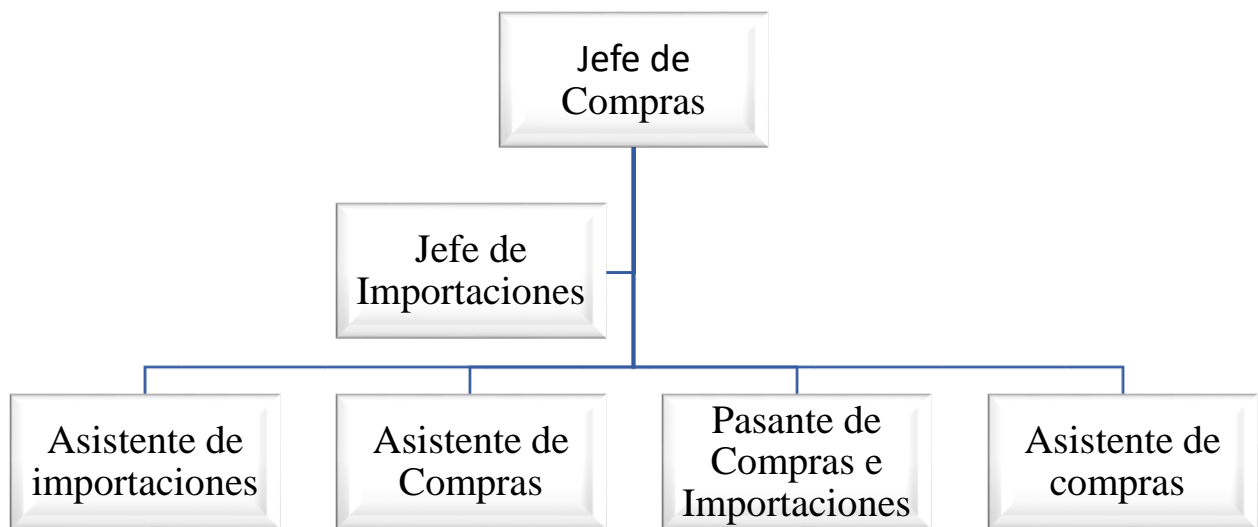 Jefe de
Compras
Jefe de
Importaciones
Asistente de
importaciones
Asistente de
Compras
Pasante de
Compras e
Importaciones
Asistente de
compras